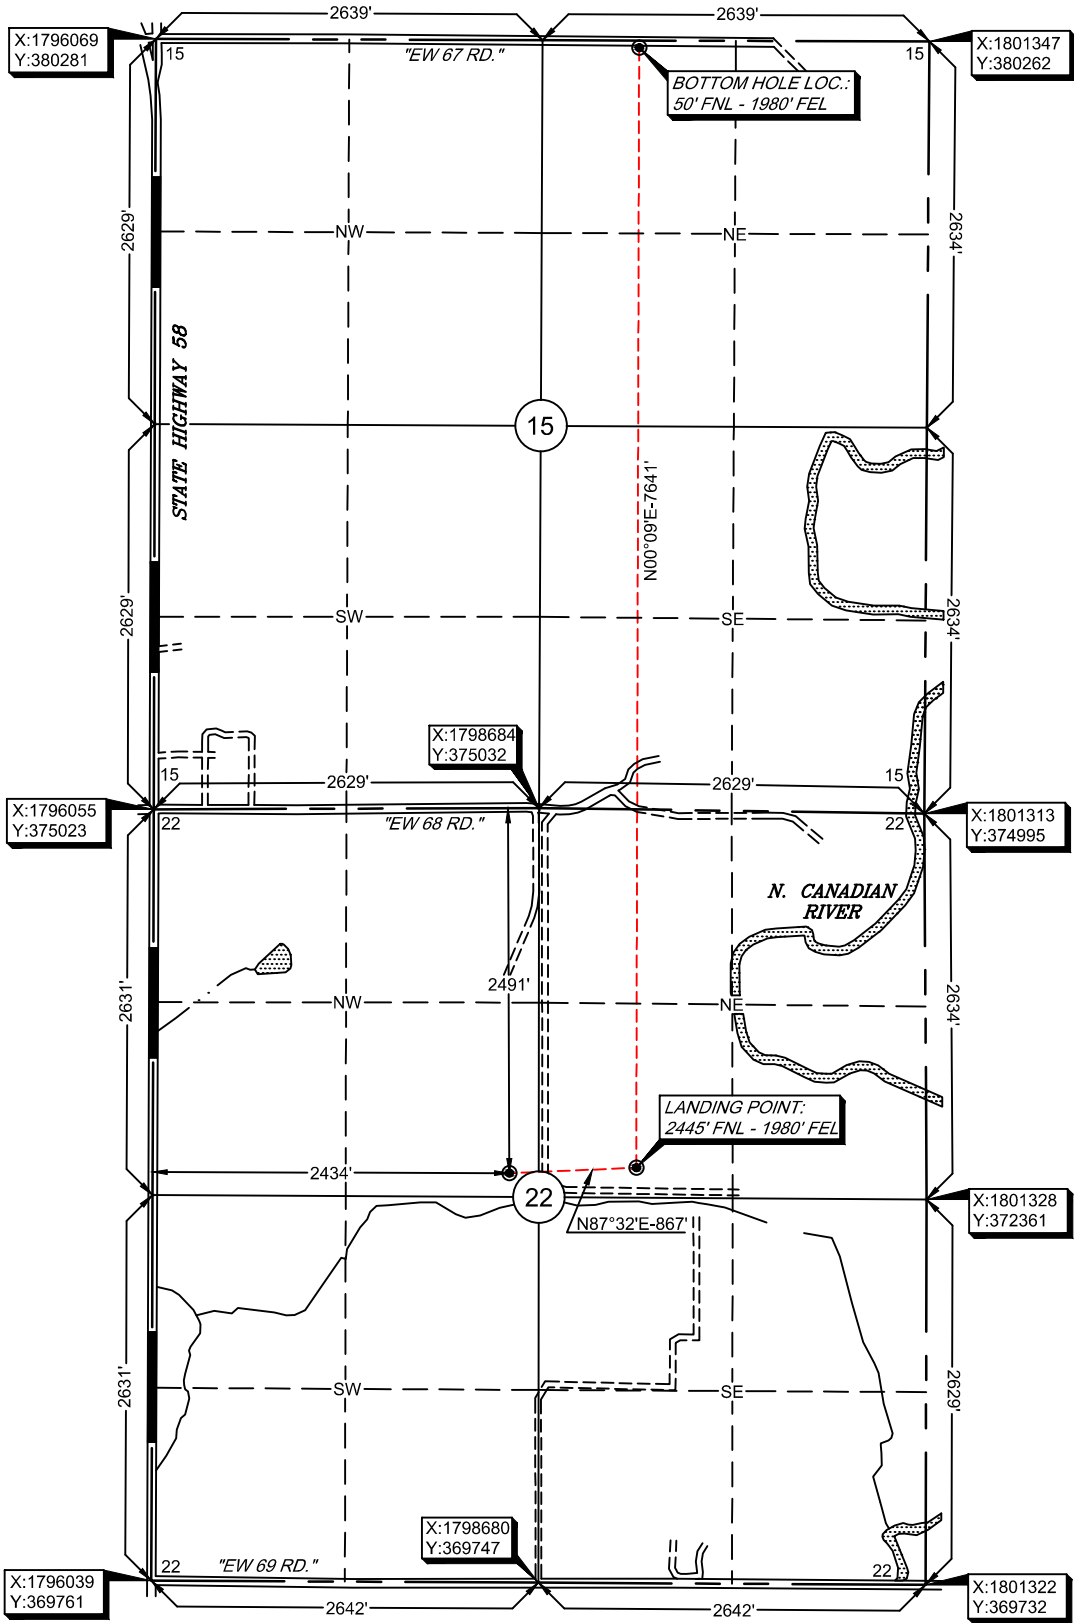 2639'
2639'
X:1796069
Y:380281
15
"EW 67 RD."
15
X:1801347
Y:380262
BOTTOM HOLE LOC.:
50' FNL - 1980' FEL
2629'
NW
NE
2634'
STATE HIGHWAY 58
15
N00°09'E-7641'
2629'
SW
SE
2634'
X:1798684
Y:375032
15
2629'
2629'
15
X:1796055
Y:375023
22
"EW 68 RD."
22
X:1801313
Y:374995
N. CANADIAN
RIVER
2631'
2491'
NW
NE
2634'
LANDING POINT:
2445' FNL - 1980' FEL
2434'
22
X:1801328
Y:372361
N87°32'E-867'
2631'
SW
SE
2629'
X:1798680
Y:369747
22
"EW 69 RD."
22
X:1796039
Y:369761
X:1801322
Y:369732
2642'
2642'